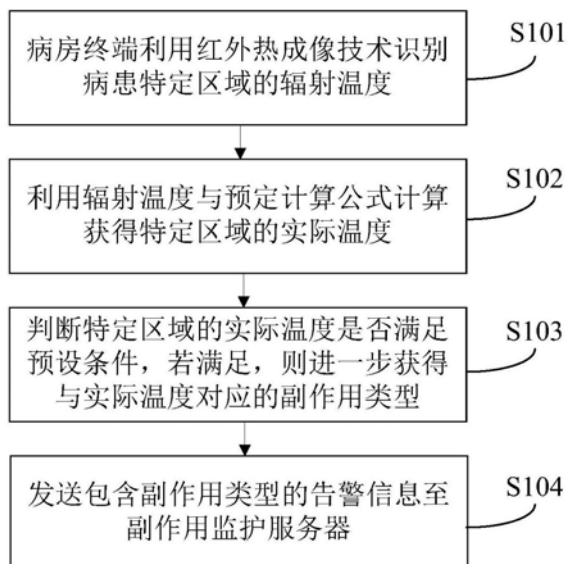 病房终端利用红外热成像技术识别
病患特定区域的辐射温度
S101
利用辐射温度与预定计算公式计算
获得特定区域的实际温度
S102
判断特定区域的实际温度是否满足
预设条件，若满足，则进一步获得
与实际温度对应的副作用类型
S103
发送包含副作用类型的告警信息至
副作用监护服务器
S104